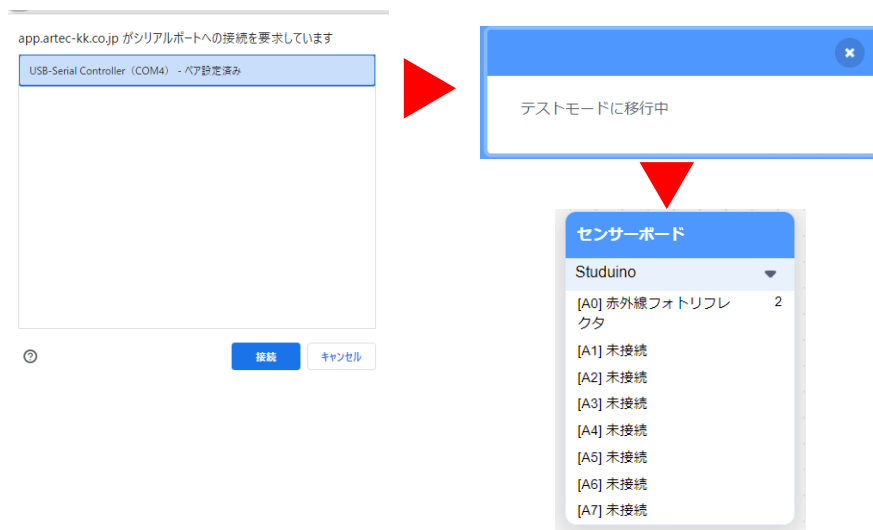 app.artec-kk.co.jp がシリアルポートへの接続を要求しています
USB-Serial Controller（COM4） - ペア設定済み
接続
キャンセル
テストモードに移行中
センサーボード
Studuino
[A0] 赤外線フォトリフレ 2
クタ
[A1] 未接続
[A2] 未接続
[A3] 未接続
[A4] 未接続
[A5] 未接続
[A6] 未接続
[A7] 未接続